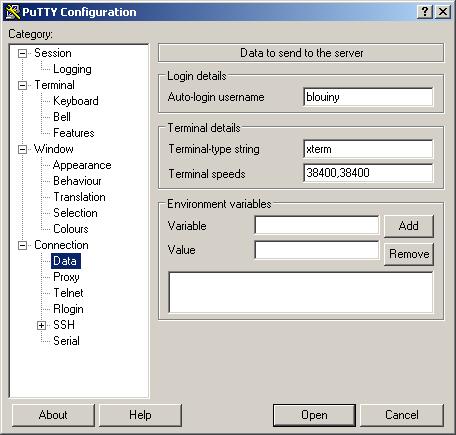 PuTTY Configuration
Category:
Session
Logging
Terminal
Keyboard
Bell
Features
Window
Appearance
Behaviour
Translation
Selection
Colours
Connection
Data
Proxy
Telnet
Rlogin
SSH
Serial
Data to send to the server
Login details
Auto-login username blouiny
Terminal details
Terminal-type string xterm
Terminal speeds 38400,38400
Environment variables
Variable Add
Value Remove
About Help Open Cancel